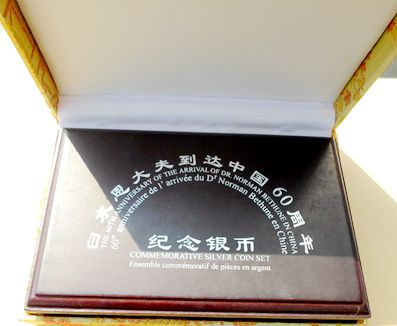 白求恩大夫到达中国60周年
THE 60TH ANNIVERSARY OF THE ARRIVAL OF DR. NORMAN BETHUNE IN CHINA
60e anniversaire de l'arrivée du Dr Norman Bethune en Chine
纪念银币
COMMEMORATIVE SILVER COIN SET
Ensemble commémoratif de pièces en argent